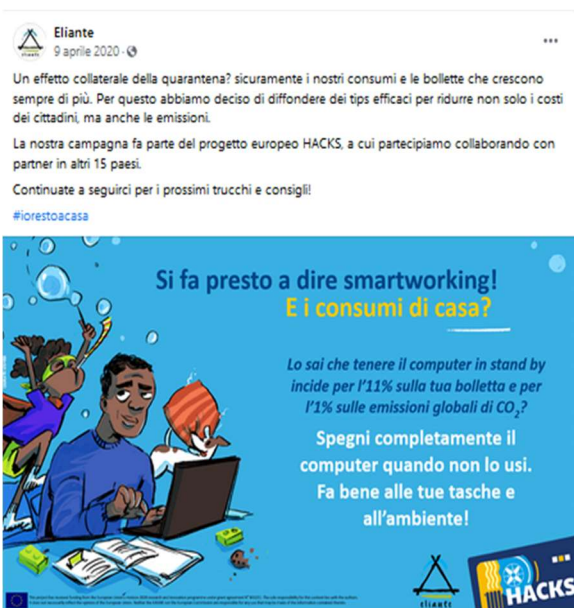 Eliante
9 aprile 2020 ·
Un effetto collaterale della quarantena? sicuramente i nostri consumi e le bollette che crescono
sempre di più. Per questo abbiamo deciso di diffondere dei tips efficaci per ridurre non solo i costi
dei cittadini, ma anche le emissioni.
La nostra campagna fa parte del progetto europeo HACKS, a cui partecipiamo collaborando con
partner in altri 15 paesi.
Continuate a seguirci per i prossimi trucchi e consigli!
#iorestoacasa
Si fa presto a dire smartworking!
E i consumi di casa?
Lo sai che tenere il computer in stand by
incide per l'11% sulla tua bolletta e per
l'1% sulle emissioni globali di CO₂?
Spegni completamente il
computer quando non lo usi.
Fa bene alle tue tasche e
all'ambiente!
eliante
HACKS